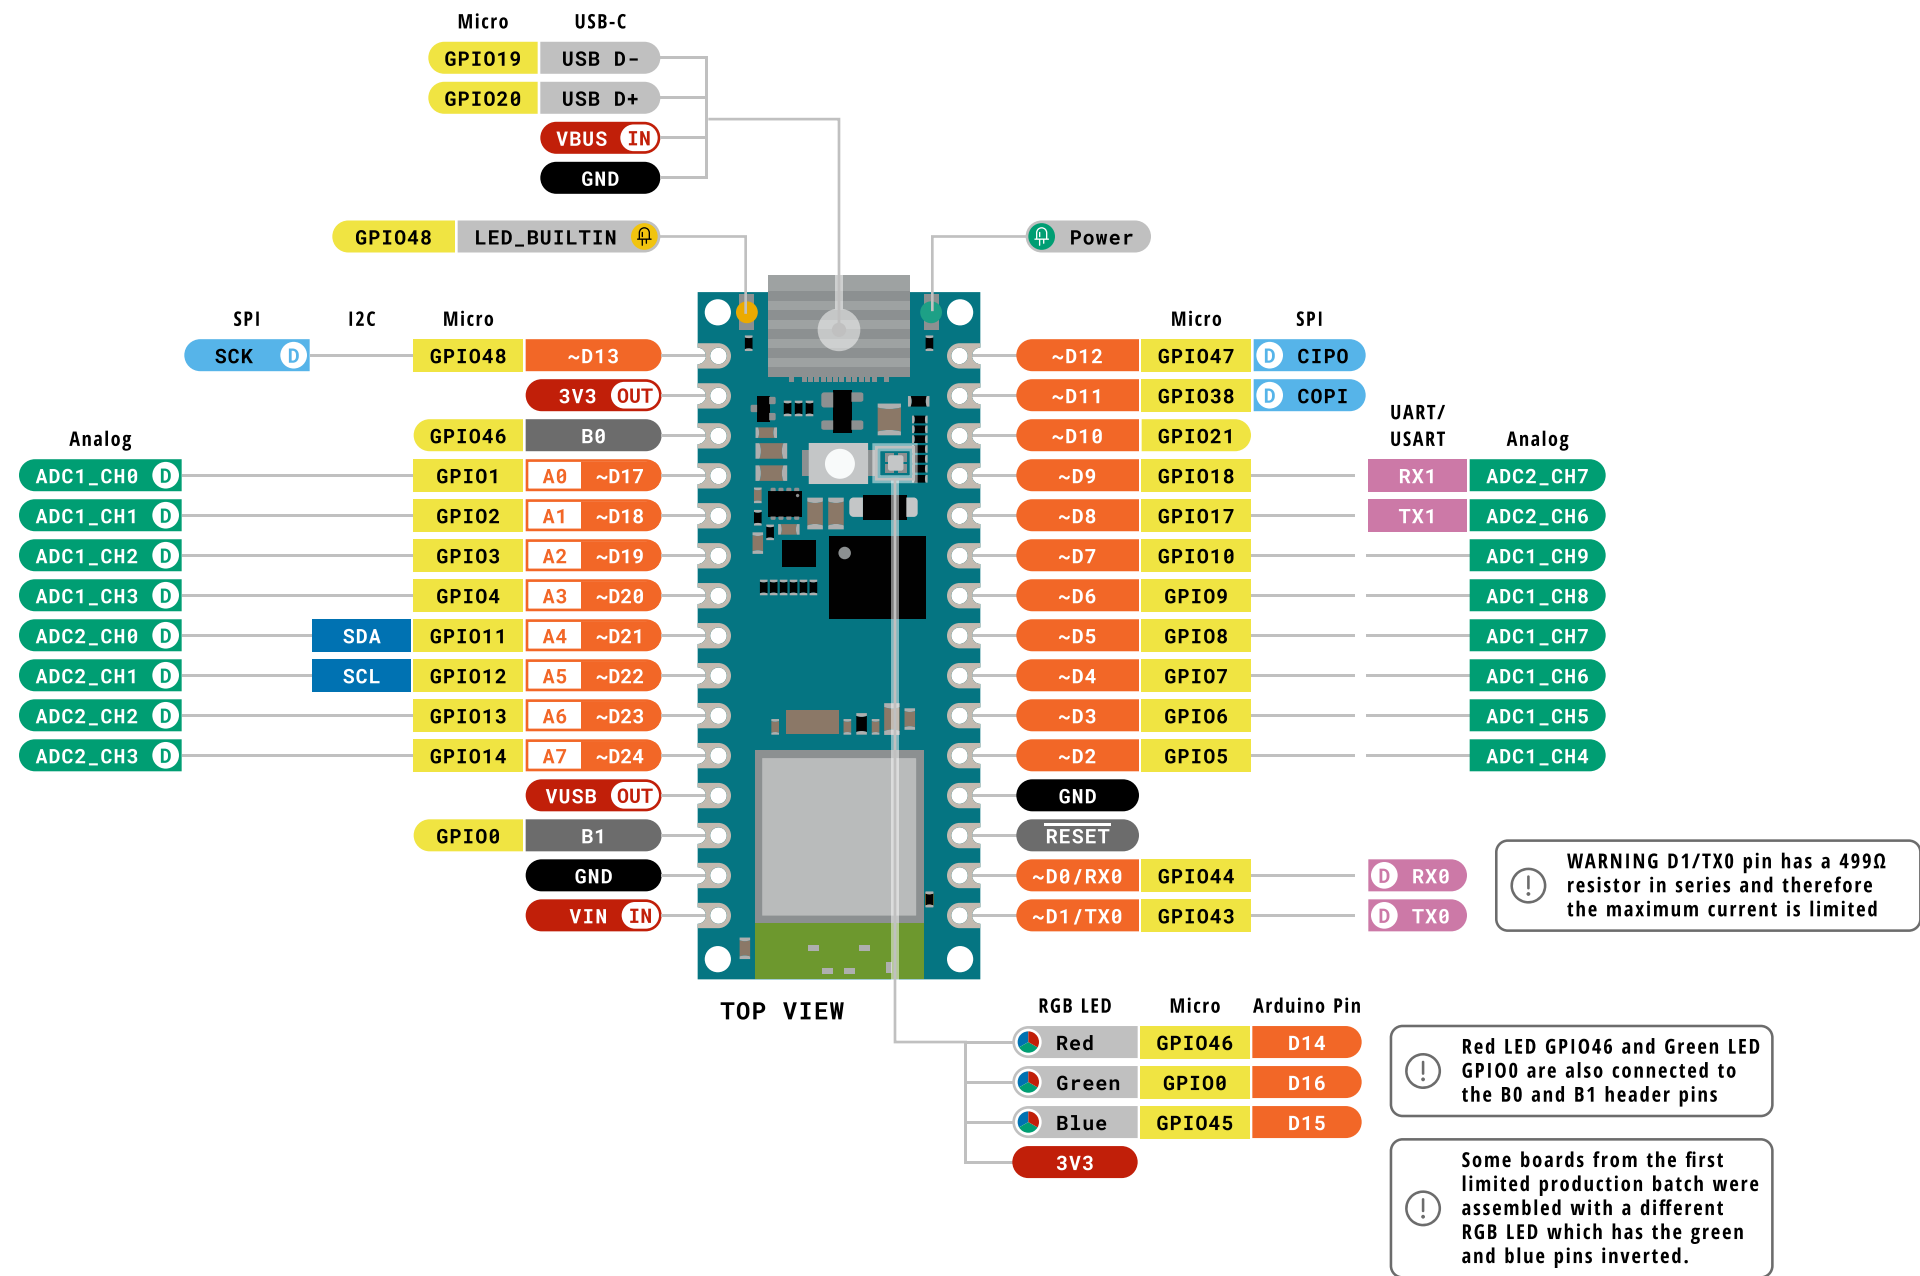 Micro USB-C
GPIO19 USB D-
GPIO20 USB D+
VBUS IN
GND
GPIO48 LED_BUILTIN
Power
SPI I2C Micro
Micro SPI
SCK D GPIO48 ~D13
~D12 GPIO47 D CIPO
3V3 OUT
~D11 GPIO38 D COPI
UART/
USART
Analog
Analog
GPIO46 B0
~D10 GPIO21
ADC1_CH0 D GPIO1 A0 ~D17
~D9 GPIO18 RX1 ADC2_CH7
ADC1_CH1 D GPIO2 A1 ~D18
~D8 GPIO17 TX1 ADC2_CH6
ADC1_CH2 D GPIO3 A2 ~D19
~D7 GPIO10 ADC1_CH9
ADC1_CH3 D GPIO4 A3 ~D20
~D6 GPIO9 ADC1_CH8
ADC2_CH0 D SDA GPIO11 A4 ~D21
~D5 GPIO8 ADC1_CH7
ADC2_CH1 D SCL GPIO12 A5 ~D22
~D4 GPIO7 ADC1_CH6
ADC2_CH2 D GPIO13 A6 ~D23
~D3 GPIO6 ADC1_CH5
ADC2_CH3 D GPIO14 A7 ~D24
~D2 GPIO5 ADC1_CH4
VUSB OUT
GND
GPIO0 B1
RESET
GND
~D0/RX0 GPIO44 D RX0
VIN IN
~D1/TX0 GPIO43 D TX0
WARNING D1/TX0 pin has a 499Ω
resistor in series and therefore
the maximum current is limited
TOP VIEW
RGB LED Micro Arduino Pin
Red GPIO46 D14
Green GPIO0 D16
Blue GPIO45 D15
3V3
Red LED GPIO46 and Green LED
GPIO0 are also connected to
the B0 and B1 header pins
Some boards from the first
limited production batch were
assembled with a different
RGB LED which has the green
and blue pins inverted.